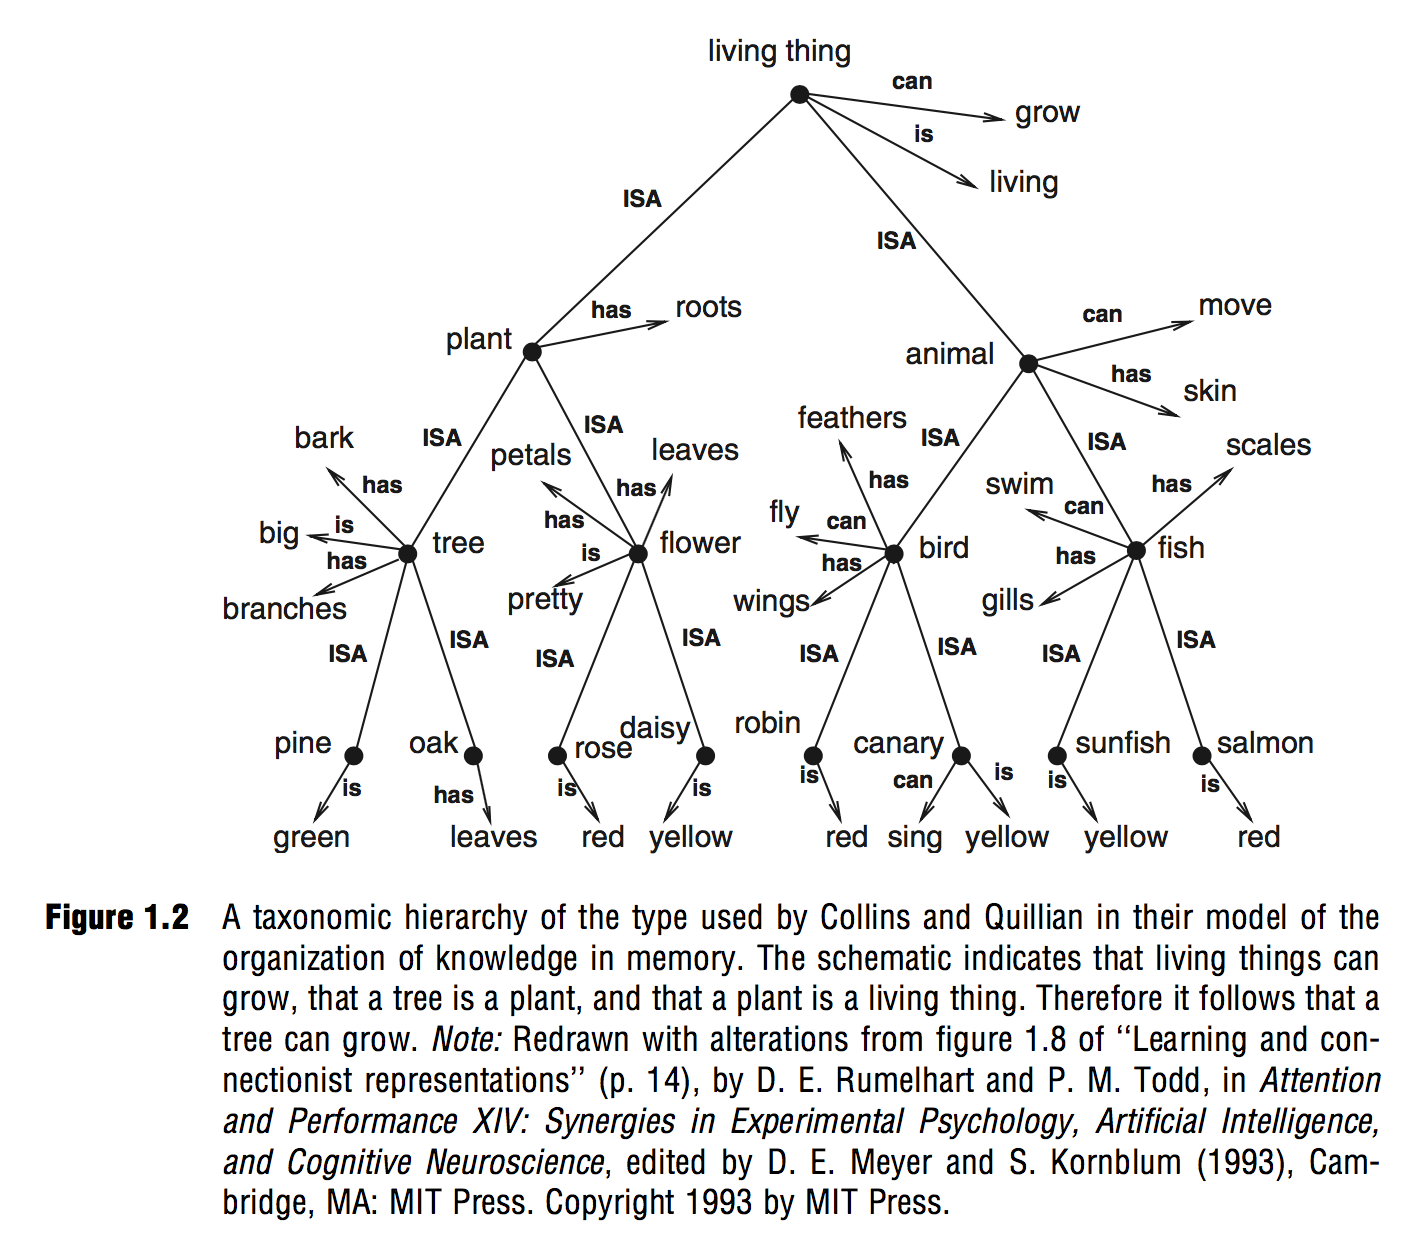 living thing
can
grow
is
living
ISA
ISA
plant
has
roots
animal
can
move
has
skin
ISA
ISA
ISA
ISA
bark
has
big
is
has
branches
tree
petals
has
leaves
has
is
pretty
flower
feathers
has
fly
can
has
wings
bird
swim
can
has
scales
has
gills
fish
ISA
ISA
ISA
ISA
ISA
ISA
ISA
ISA
pine
oak
rose
daisy
robin
canary
sunfish
salmon
is
has
is
is
is
can
is
is
is
green
leaves
red
yellow
red
sing
yellow
yellow
red
Figure 1.2 A taxonomic hierarchy of the type used by Collins and Quillian in their model of the
organization of knowledge in memory. The schematic indicates that living things can
grow, that a tree is a plant, and that a plant is a living thing. Therefore it follows that a
tree can grow. Note: Redrawn with alterations from figure 1.8 of ‘‘Learning and con-
nectionist representations’’ (p. 14), by D. E. Rumelhart and P. M. Todd, in Attention
and Performance XIV: Synergies in Experimental Psychology, Artificial Intelligence,
and Cognitive Neuroscience, edited by D. E. Meyer and S. Kornblum (1993), Cam-
bridge, MA: MIT Press. Copyright 1993 by MIT Press.